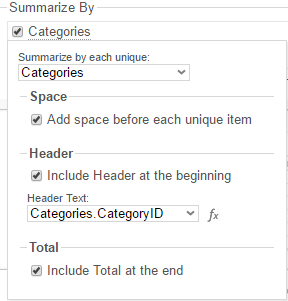 Summarize By
Categories
Summarize by each unique:
Categories
Space
Add space before each unique item
Header
Include Header at the beginning
Header Text:
Categories.CategoryID
fx
Total
Include Total at the end